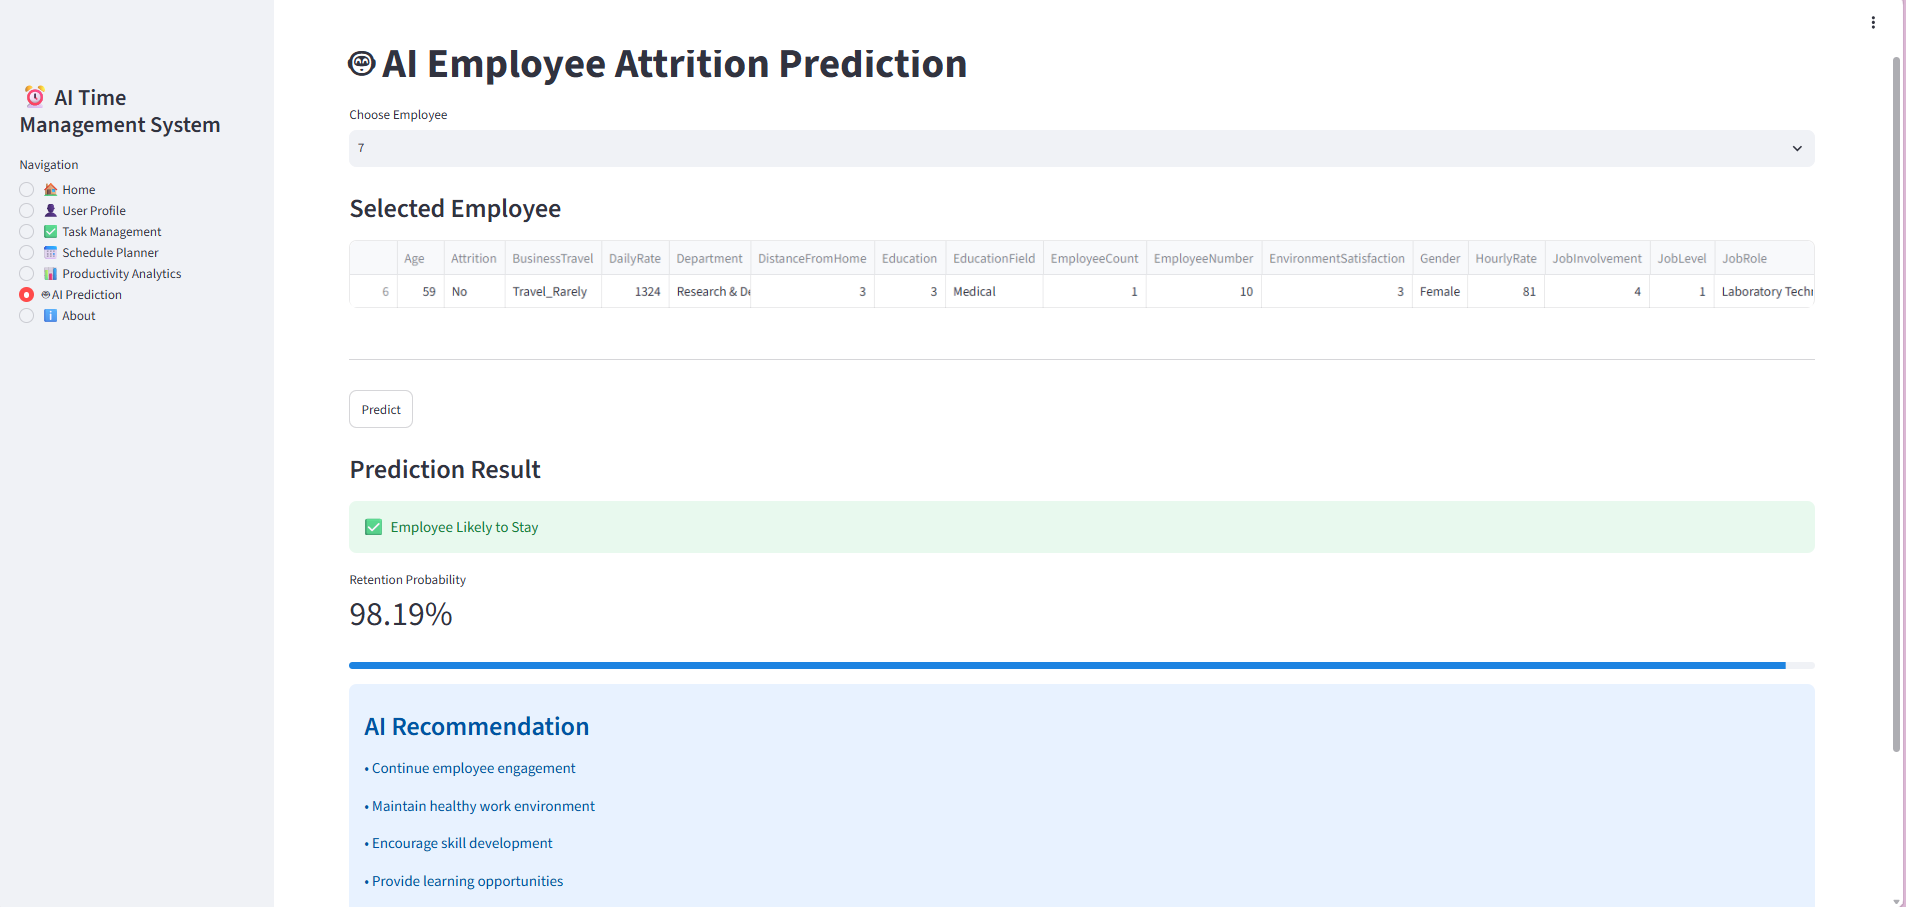 AI Time
Management System
Navigation
Home
User Profile
Task Management
Schedule Planner
Productivity Analytics
AI Prediction
About
AI Employee Attrition Prediction
Choose Employee
7
Selected Employee
Age Attrition BusinessTravel DailyRate Department DistanceFromHome Education EducationField EmployeeCount EmployeeNumber EnvironmentSatisfaction Gender HourlyRate JobInvolvement JobLevel JobRole
6 59 No Travel_Rarely 1324 Research & De 3 3 Medical 1 10 3 Female 81 4 1 Laboratory Techn
Predict
Prediction Result
Employee Likely to Stay
Retention Probability
98.19%
AI Recommendation
• Continue employee engagement
• Maintain healthy work environment
• Encourage skill development
• Provide learning opportunities